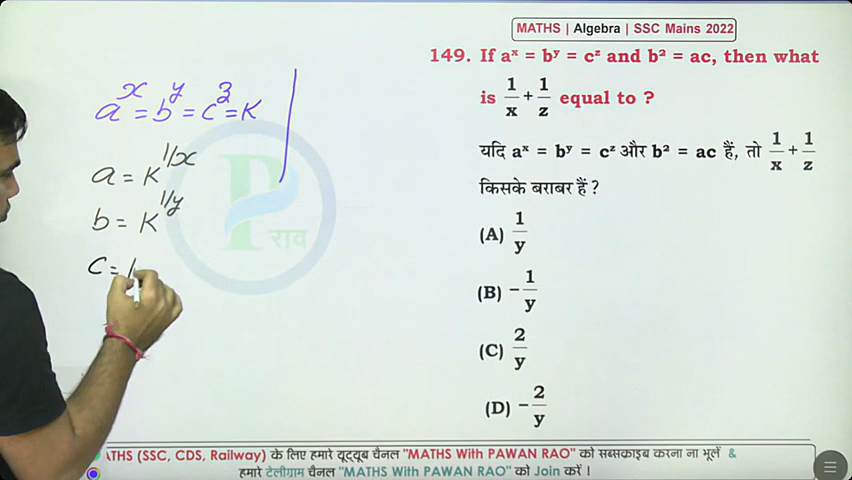 MATHS | Algebra | SSC Mains 2022
149. If aˣ = bʸ = cᶻ and b² = ac, then what
is 1/x + 1/z equal to ?
यदि aˣ = bʸ = cᶻ और b² = ac हैं, तो 1/x + 1/z
किसके बराबर हैं ?
(A) 1/y
(B) -1/y
(C) 2/y
(D) -2/y
aˣ = bʸ = cᶻ = K
a = K^1/x
b = K^1/y
c =
राव
ATHS (SSC, CDS, Railway) के लिए हमारे यूट्यूब चैनल "MATHS With PAWAN RAO" को सब्सक्राइब करना ना भूलें &
हमारे टेलीग्राम चैनल "MATHS With PAWAN RAO" को Join करें ।